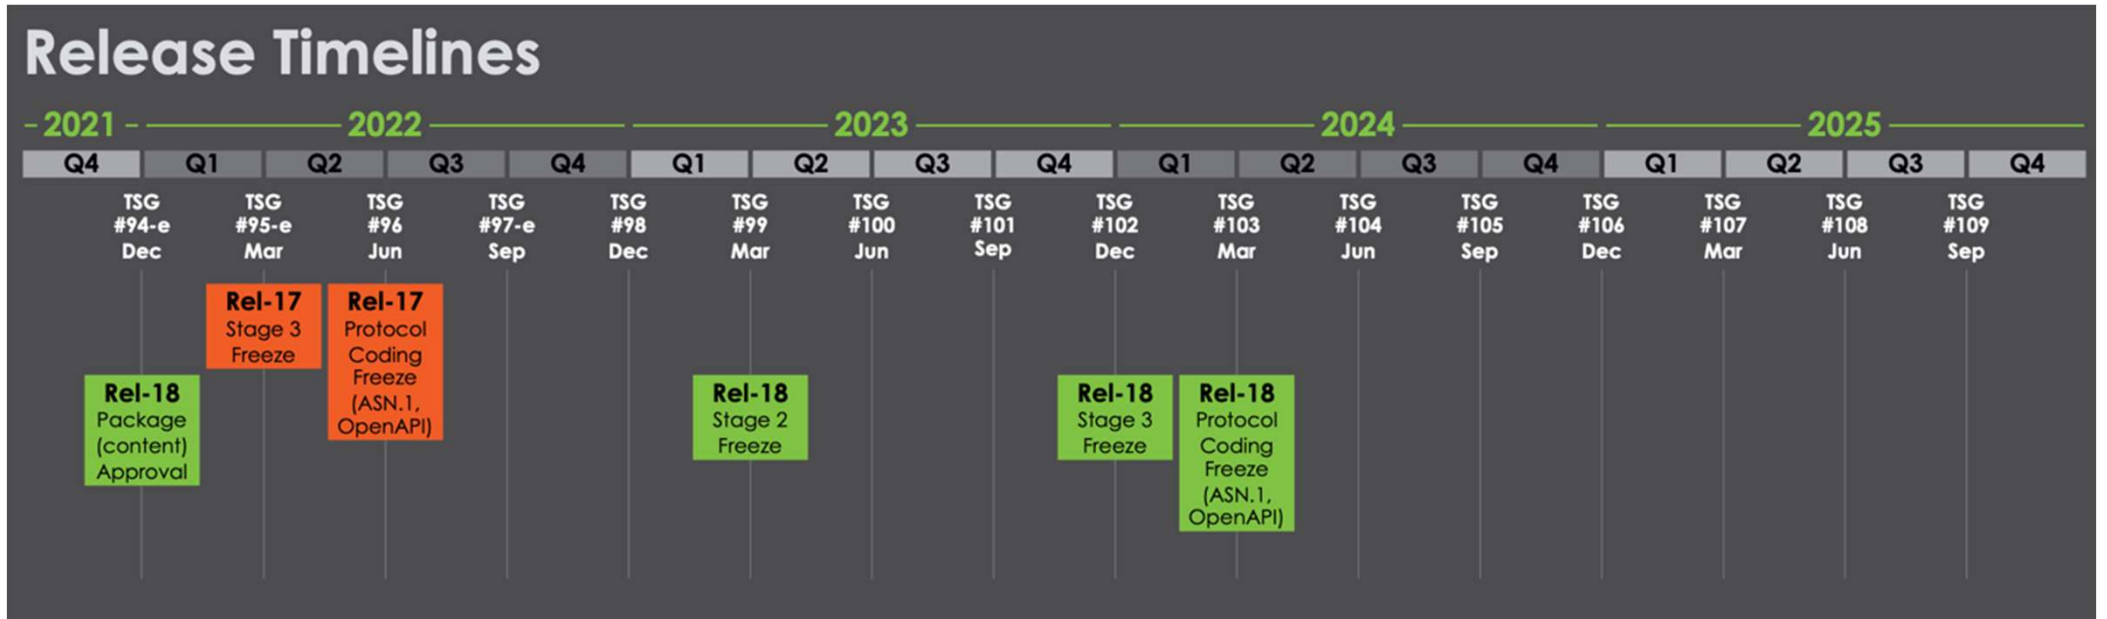 Release Timelines
2021 2022 2023 2024 2025
Q4 Q1 Q2 Q3 Q4 Q1 Q2 Q3 Q4 Q1 Q2 Q3 Q4 Q1 Q2 Q3 Q4
TSG TSG TSG TSG TSG TSG TSG TSG TSG TSG TSG TSG TSG TSG TSG TSG
#94-e #95-e #96 #97-e #98 #99 #100 #101 #102 #103 #104 #105 #106 #107 #108 #109
Dec Mar Jun Sep Dec Mar Jun Sep Dec Mar Jun Sep Dec Mar Jun Sep
Rel-17
Stage 3
Freeze
Rel-17
Protocol
Coding
Freeze
(ASN.1,
OpenAPI)
Rel-18
Package
(content)
Approval
Rel-18
Stage 2
Freeze
Rel-18
Stage 3
Freeze
Rel-18
Protocol
Coding
Freeze
(ASN.1,
OpenAPI)